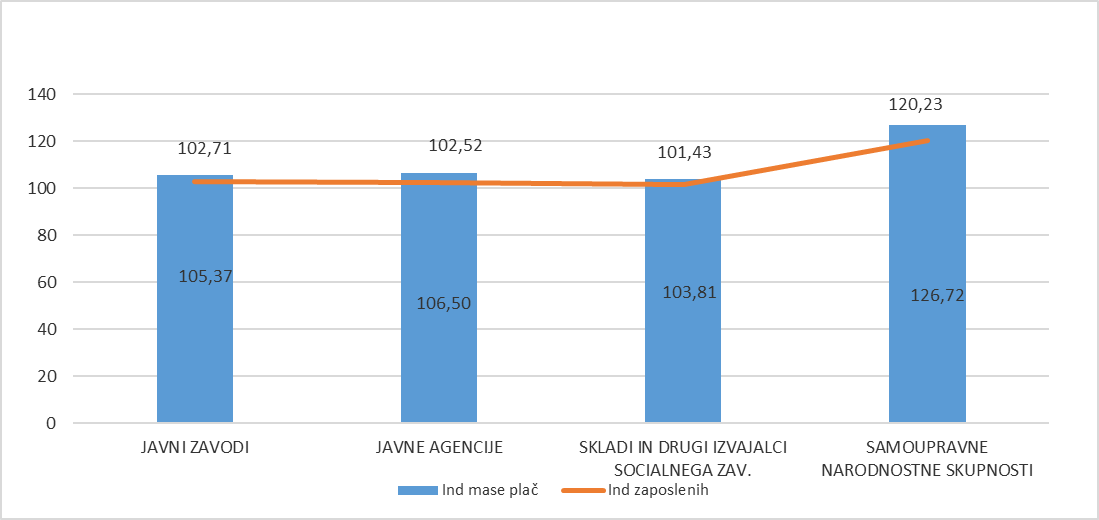 140
120
100
80
60
40
20
0
102,71
102,52
101,43
120,23
105,37
106,50
103,81
126,72
JAVNI ZAVODI
JAVNE AGENCIJE
SKLADI IN DRUGI IZVAJALCI
SOCIALNEGA ZAV.
SAMOUPRAVNE
NARODNOSTNE SKUPNOSTI
Ind mase plač
Ind zaposlenih